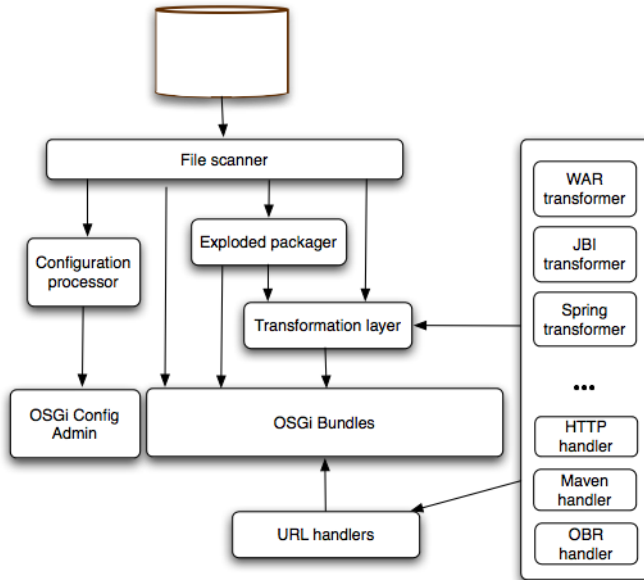 File scanner
WAR
transformer
Exploded packager
Configuration
processor
JBI
transformer
Transformation layer
Spring
transformer
...
OSGi Config
Admin
OSGi Bundles
HTTP
handler
Maven
handler
URL handlers
OBR
handler